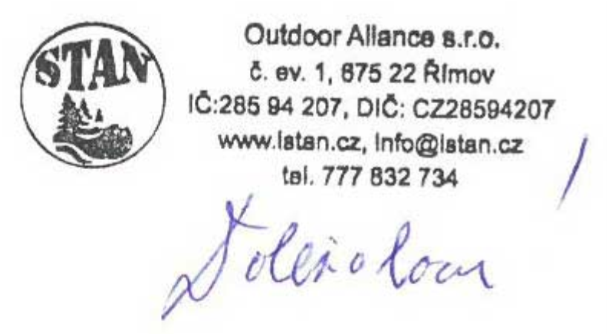 STAN
Outdoor Aliance s.r.o.
č. ev. 1, 675 22 Římov
IČ:285 94 207, DIČ: CZ28594207
www.istan.cz, info@istan.cz
tel. 777 832 734